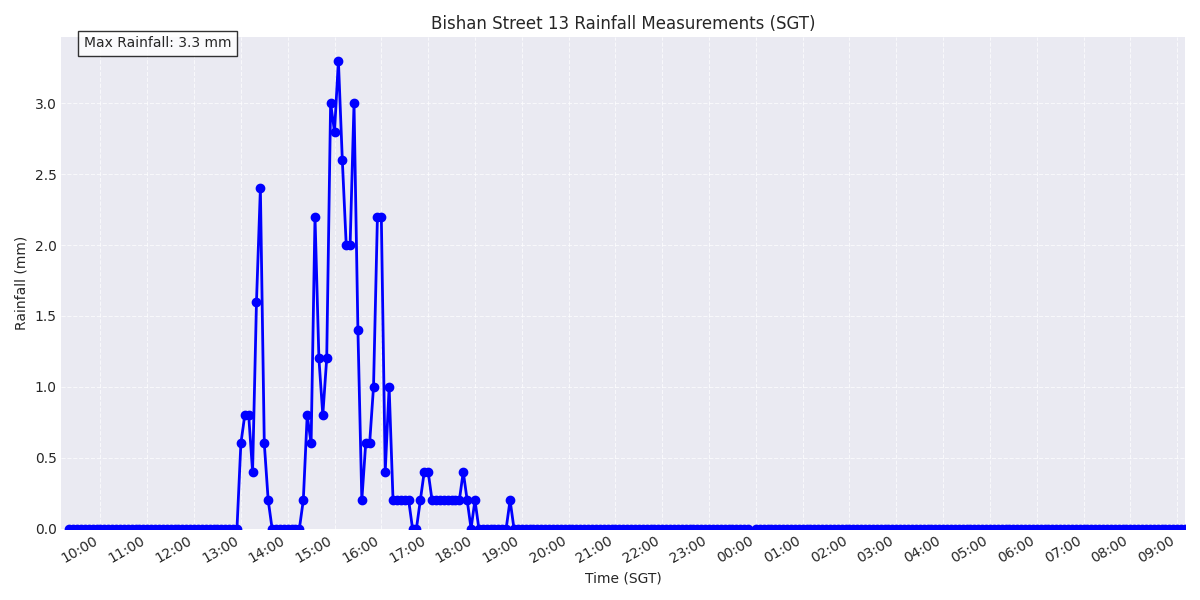 Bishan Street 13 Rainfall Measurements (SGT)
Max Rainfall: 3.3 mm
Rainfall (mm)
3.0
2.5
2.0
1.5
1.0
0.5
0.0
10:00 11:00 12:00 13:00 14:00 15:00 16:00 17:00 18:00 19:00 20:00 21:00 22:00 23:00 00:00 01:00 02:00 03:00 04:00 05:00 06:00 07:00 08:00 09:00
Time (SGT)